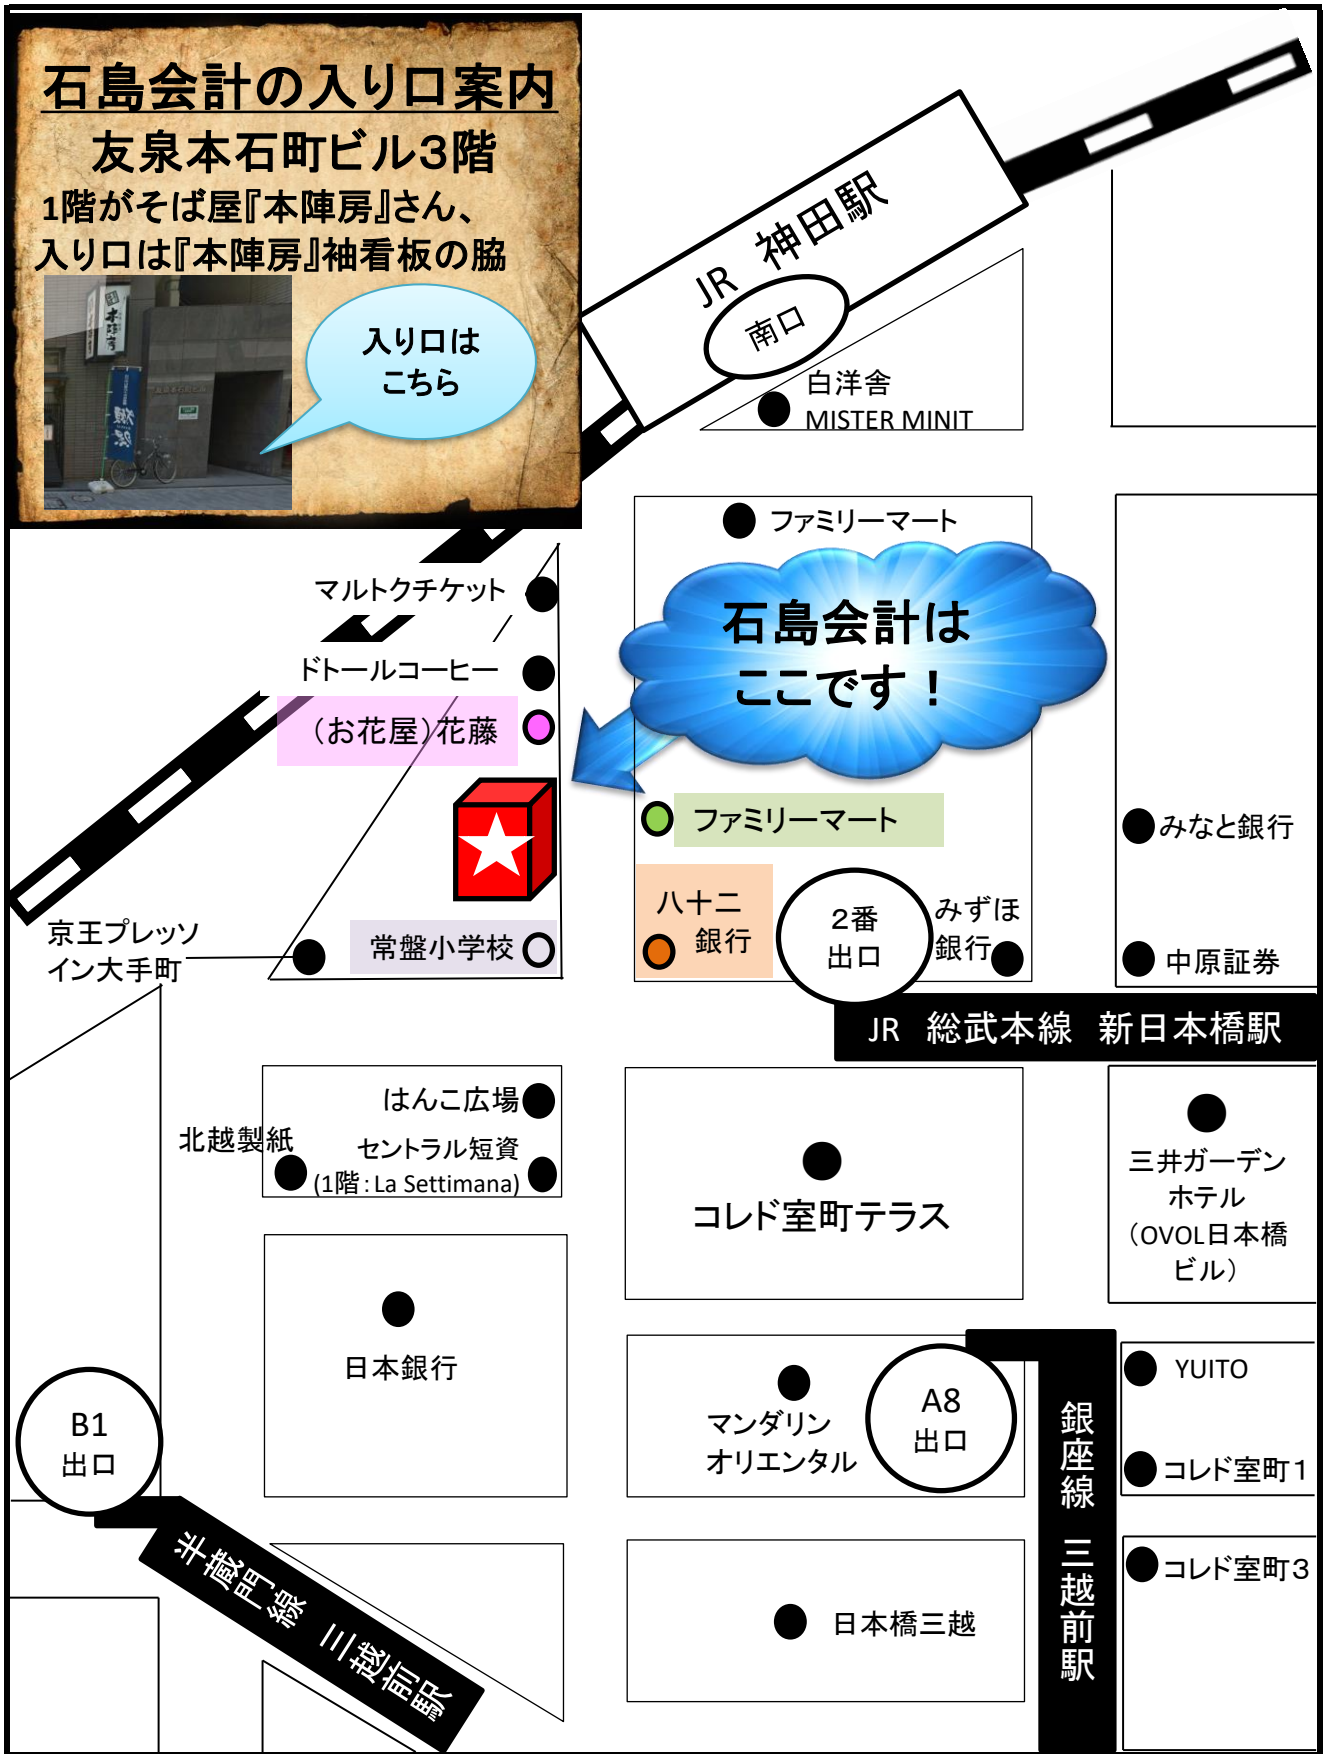 石島会計の入り口案内
友泉本石町ビル3階
1階がそば屋『本陣房』さん、
入り口は『本陣房』袖看板の脇
本陣房
入り口は
こちら
JR 神田駅
南口
白洋舎
MISTER MINIT
ファミリーマート
マルトクチケット
石島会計は
ここです！
ドトールコーヒー
（お花屋）花藤
ファミリーマート
みなと銀行
八十二
銀行
2番
出口
みずほ
銀行
京王プレッソ
イン大手町
常盤小学校
中原証券
JR 総武本線 新日本橋駅
はんこ広場
北越製紙
セントラル短資
(1階：La Settimana)
コレド室町テラス
三井ガーデン
ホテル
（OVOL日本橋
ビル）
日本銀行
マンダリン
オリエンタル
A8
出口
YUITO
コレド室町1
B1
出口
銀座線 三越前駅
半蔵門線 三越前駅
コレド室町3
日本橋三越